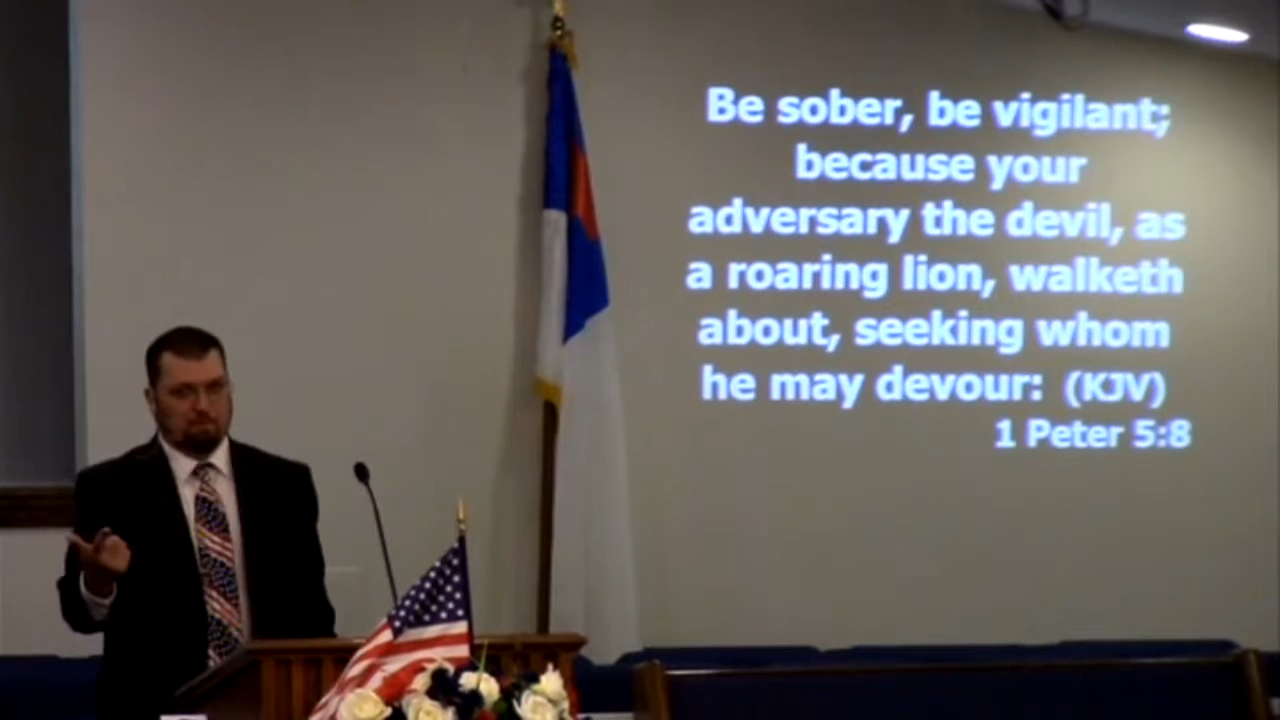 Be sober, be vigilant;
because your
adversary the devil, as
a roaring lion, walketh
about, seeking whom
he may devour: (KJV)
1 Peter 5:8